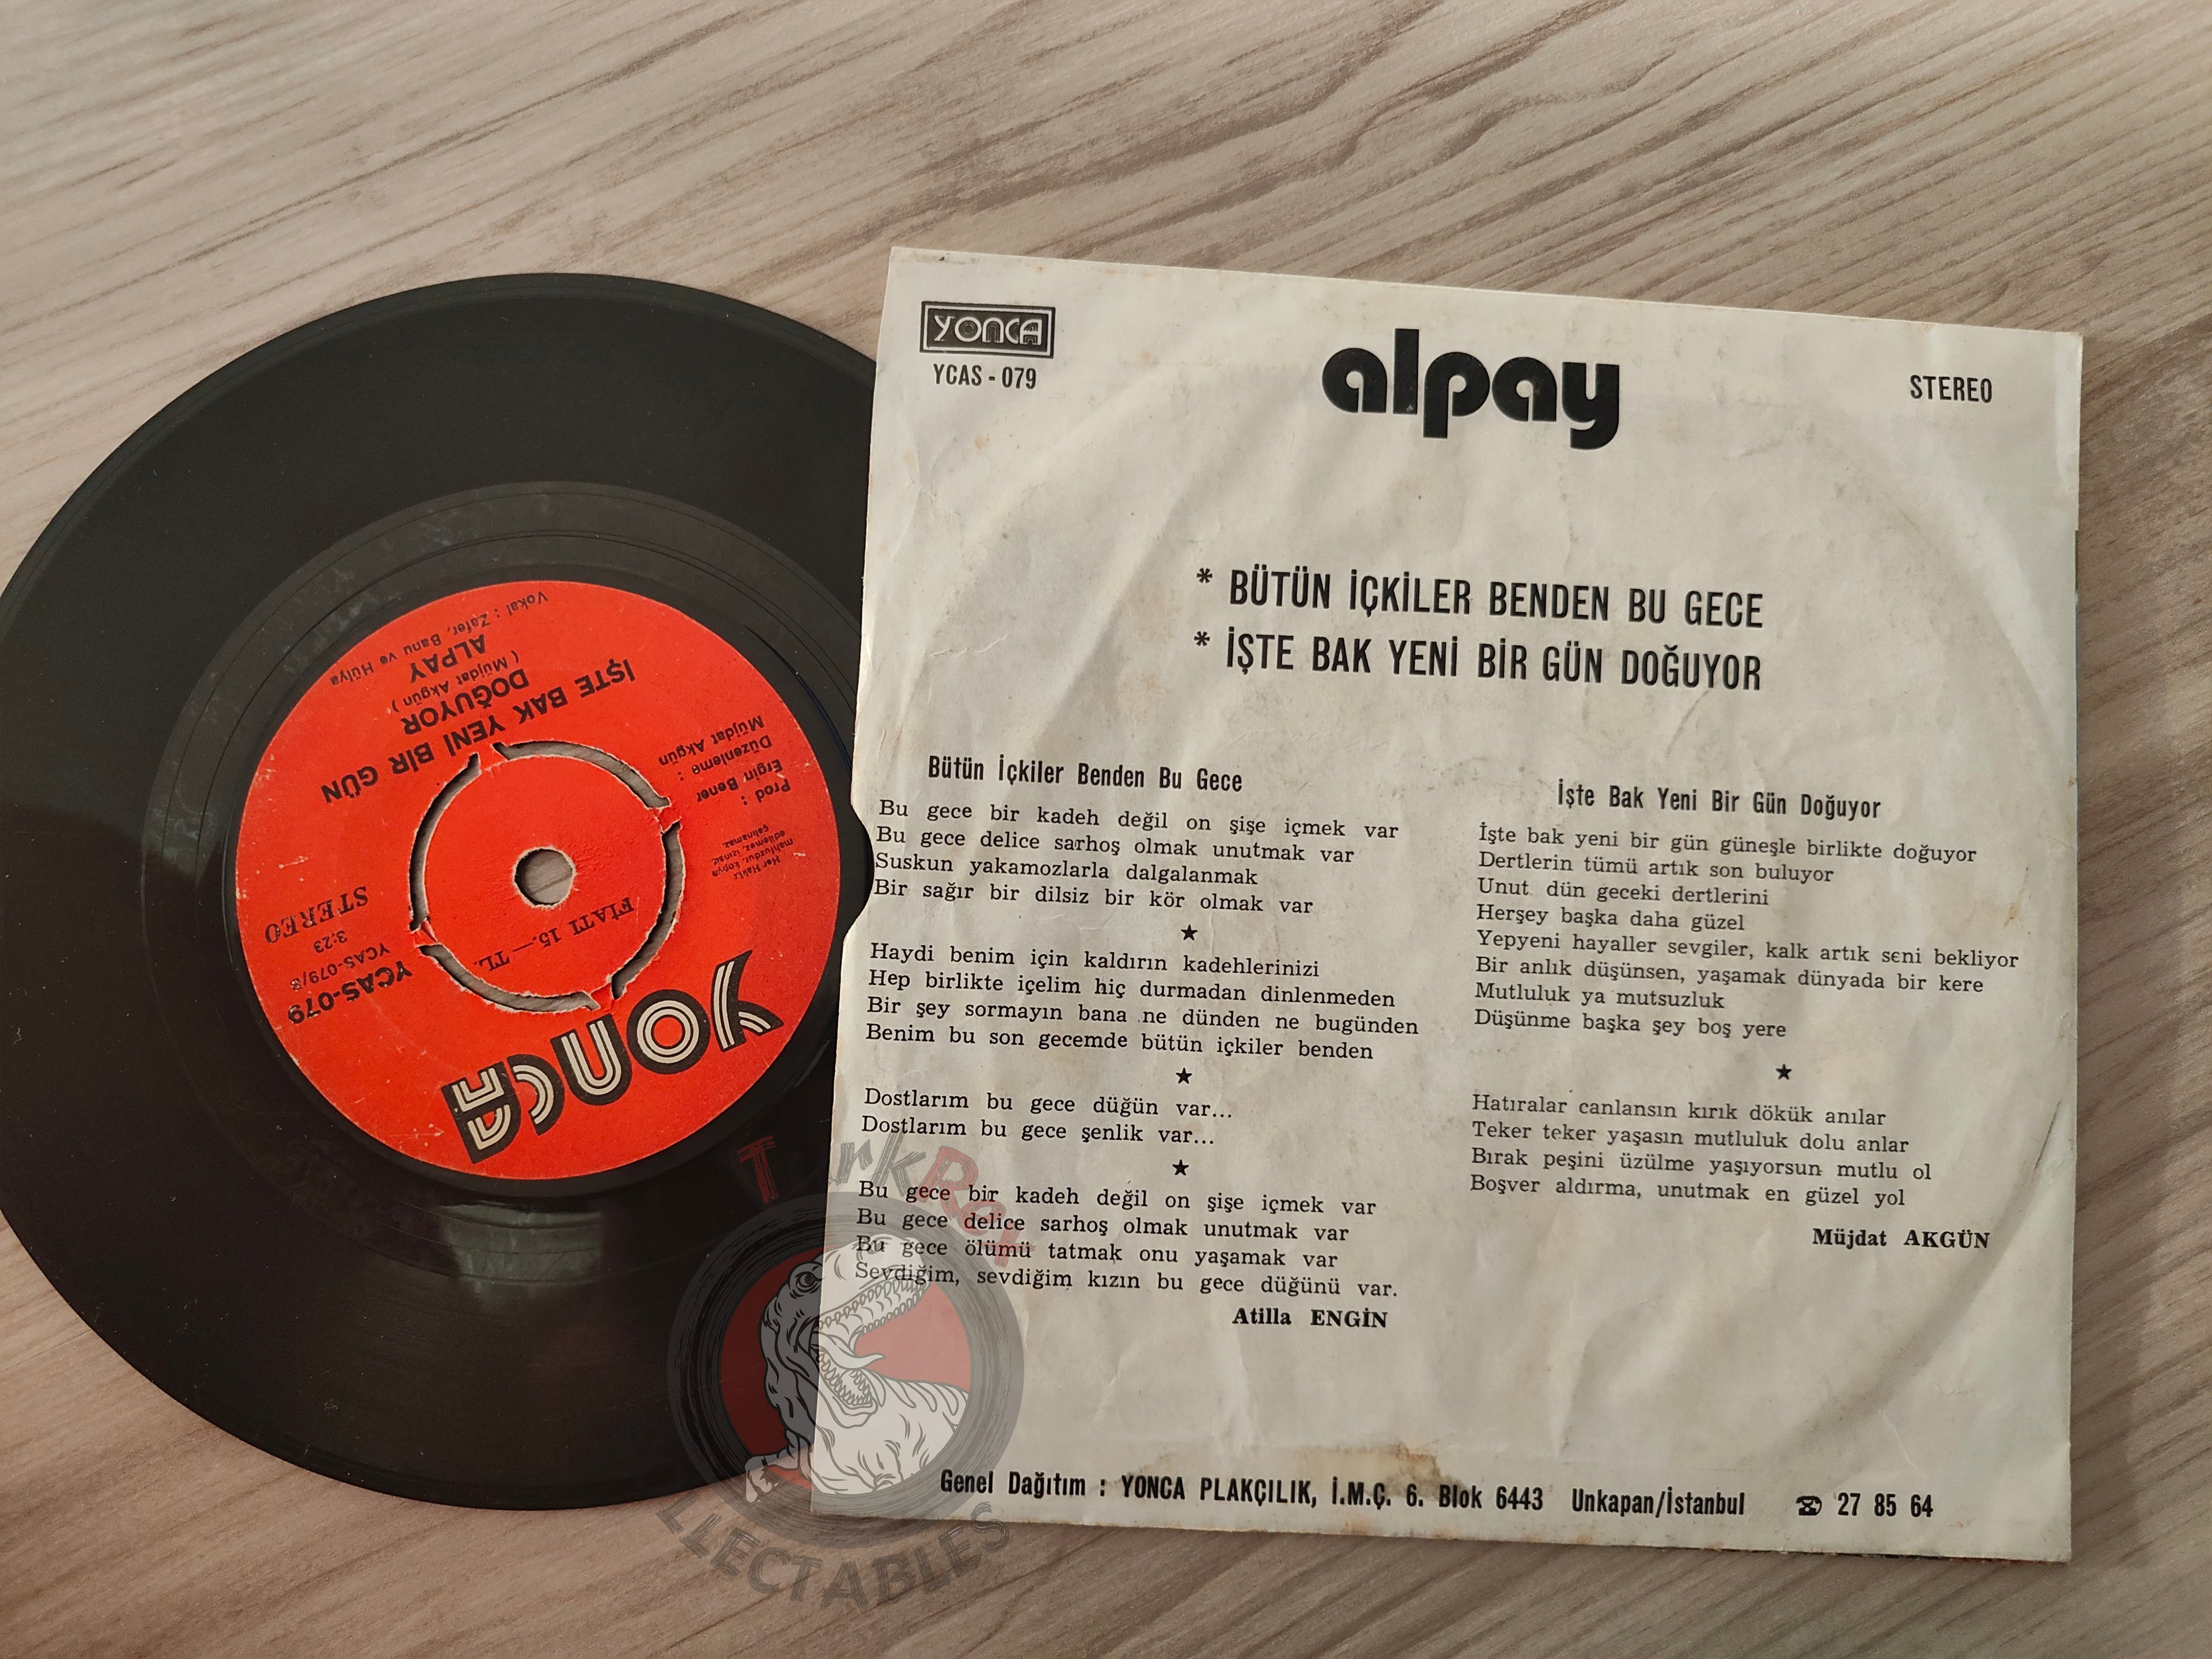 YONCA
YCAS - 079
alpay
STEREO
* BÜTÜN İÇKİLER BENDEN BU GECE
* İŞTE BAK YENİ BİR GÜN DOĞUYOR
Bütün İçkiler Benden Bu Gece
Bu gece bir kadeh değil on şişe içmek var
Bu gece delice sarhoş olmak unutmak var
Suskun yakamozlarla dalgalanmak
Bir sağır bir dilsiz bir kör olmak var
Haydi benim için kaldırın kadehlerinizi
Hep birlikte içelim hiç durmadan dinlenmeden
Bir şey sormayın bana ne dünden ne bugünden
Benim bu son gecemde bütün içkiler benden
Dostlarım bu gece düğün var...
Dostlarım bu gece şenlik var...
Bu gece bir kadeh değil on şişe içmek var
Bu gece delice sarhoş olmak unutmak var
Bu gece ölümü tatmak onu yaşamak var
Sevdiğim, sevdiğim kızın bu gece düğünü var.
Atilla ENGİN
İşte Bak Yeni Bir Gün Doğuyor
İşte bak yeni bir gün güneşle birlikte doğuyor
Dertlerin tümü artık son buluyor
Unut dün geceki dertlerini
Herşey başka daha güzel
Yepyeni hayaller sevgiler, kalk artık seni bekliyor
Bir anlık düşünsen, yaşamak dünyada bir kere
Mutluluk ya mutsuzluk
Düşünme başka şey boş yere
Hatıralar canlansın kırık dökük anılar
Teker teker yaşasın mutluluk dolu anlar
Bırak peşini üzülme yaşıyorsun mutlu ol
Boşver aldırma, unutmak en güzel yol
Müjdat AKGÜN
Genel Dağıtım : YONCA PLAKÇILIK, İ.M.Ç. 6. Blok 6443 Unkapan/İstanbul ☎ 27 85 64
YONCA
FİATI 15.—TL.
YCAS-079
YCAS-079/B
3:23
STEREO
Her Hakkı
mahfuzdur, kopya
edilemez, izinsiz
çalınamaz.
Prod : Ergin Bener
Düzenleme :
Müjdat Akgün
İŞTE BAK YENİ BİR GÜN
DOĞUYOR
( Müjdat Akgün )
ALPAY
Vokal : Zafer, Banu ve Hülya
LLECTABLES